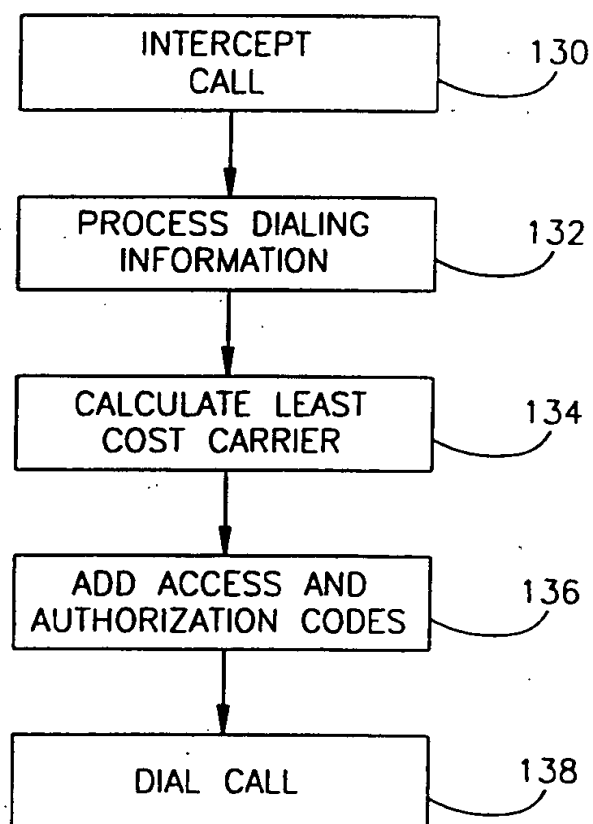 INTERCEPT
CALL
130
PROCESS DIALING
INFORMATION
132
CALCULATE LEAST
COST CARRIER
134
ADD ACCESS AND
AUTHORIZATION CODES
136
DIAL CALL
138